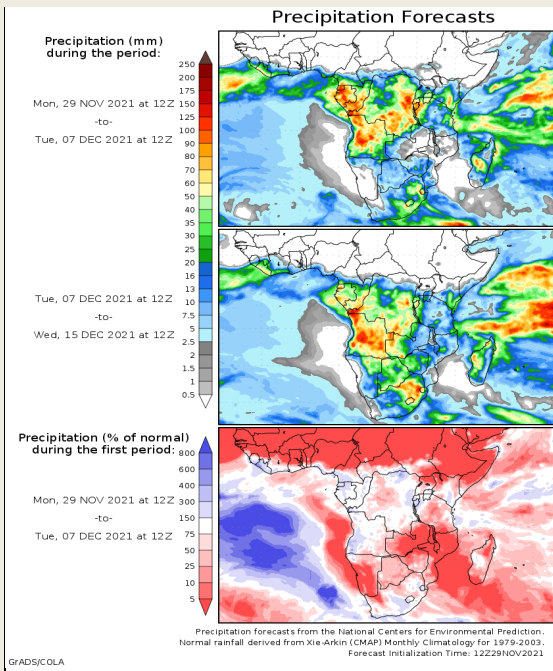 Precipitation Forecasts
Precipitation (mm)
during the period:
250
200
175
150
125
100
90
80
70
60
50
40
35
30
25
20
16
13
10
7.5
5
2.5
2
1.5
1
0.5
Mon, 29 NOV 2021 at 12Z
-to-
Tue, 07 DEC 2021 at 12Z
Tue, 07 DEC 2021 at 12Z
-to-
Wed, 15 DEC 2021 at 12Z
Precipitation (% of normal)
during the first period:
800
600
400
300
150
75
50
25
10
5
Mon, 29 NOV 2021 at 12Z
-to-
Tue, 07 DEC 2021 at 12Z
Precipitation forecasts from the National Centers for Environmental Prediction.
Normal rainfall derived from Xie-Arkin (CMAP) Monthly Climatology for 1979-2003.
Forecast Initialization Time: 12Z29NOV2021
GrADS/COLA